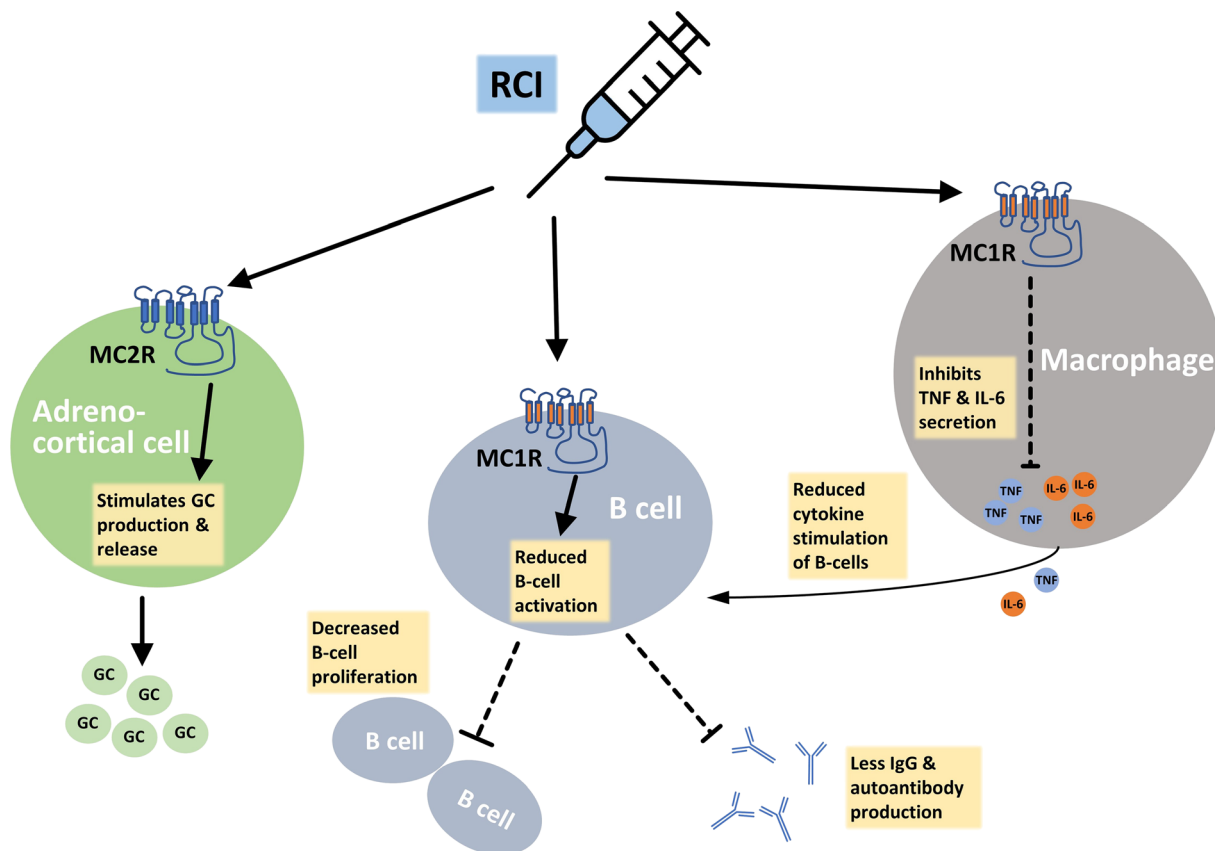 RCI
MC2R
Adreno-
cortical cell
Stimulates GC
production &
release
GC
GC
GC
GC
GC
MC1R
B cell
Reduced
B-cell
activation
Decreased
B-cell
proliferation
B cell
B cell
Less IgG &
autoantibody
production
MC1R
Macrophage
Inhibits
TNF & IL-6
secretion
TNF
TNF
TNF
IL-6
IL-6
IL-6
Reduced
cytokine
stimulation
of B-cells
TNF
IL-6